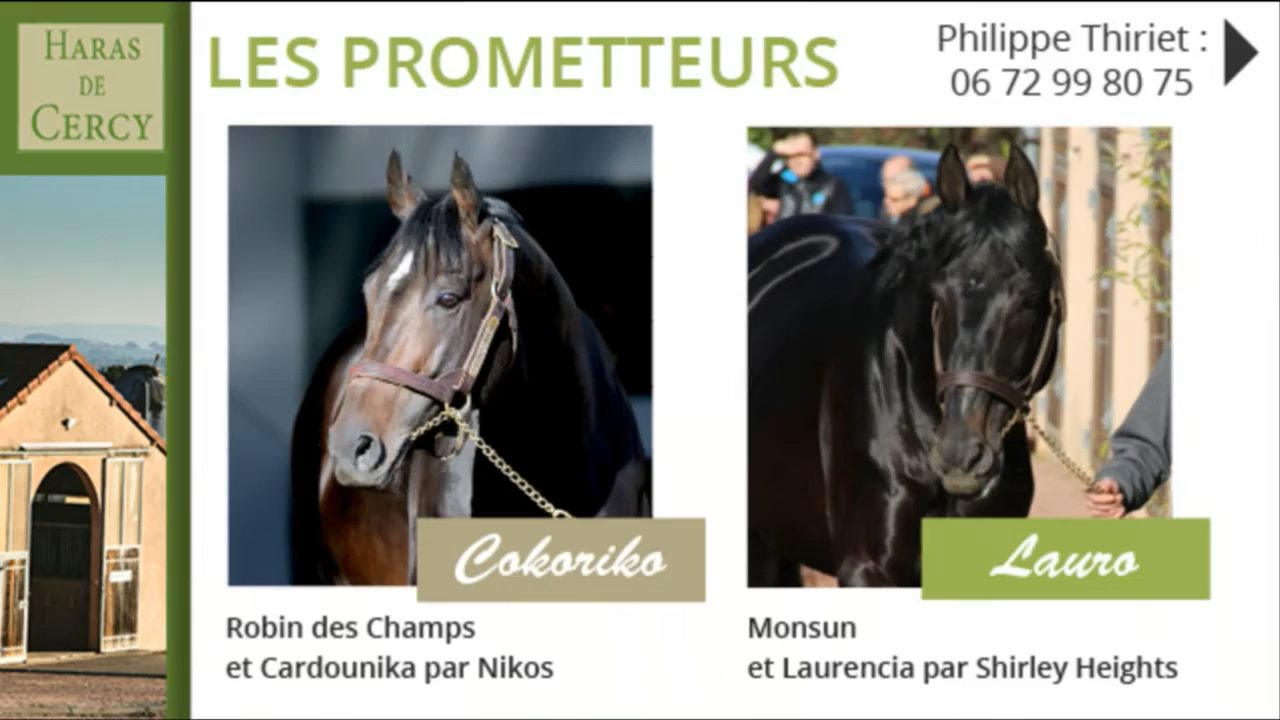 HARAS
DE
CERCY
LES PROMETTEURS
Philippe Thiriet :
06 72 99 80 75
Cokoriko
Robin des Champs
et Cardounika par Nikos
Lauro
Monsun
et Laurencia par Shirley Heights